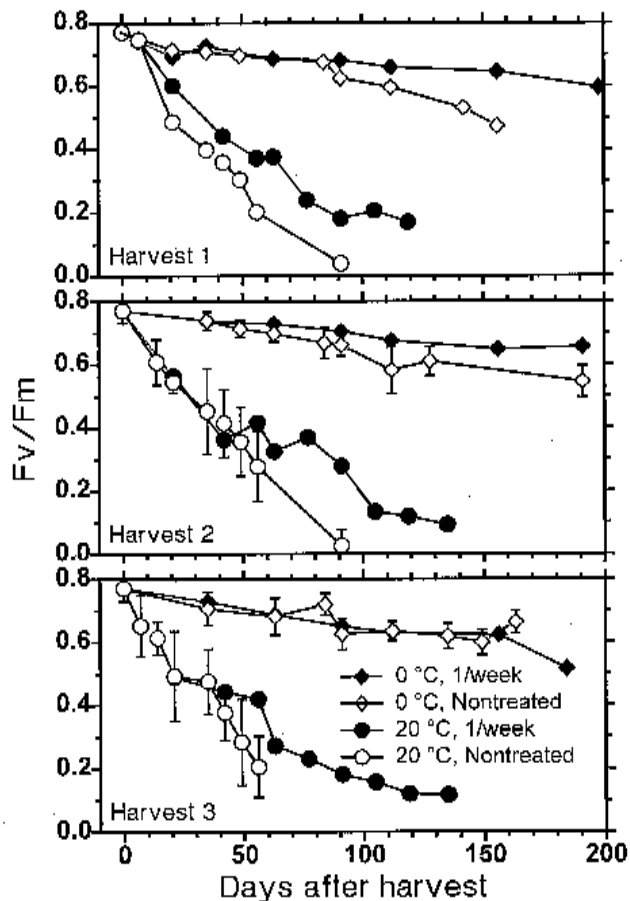 0.8
0.6
0.4
0.2
0.0
Harvest 1
0.8
0.6
0.4
0.2
0.0
Harvest 2
Fv/Fm
0.8
0.6
0.4
0.2
0.0
0 °C, 1/week
0 °C, Nontreated
20 °C, 1/week
20 °C, Nontreated
Harvest 3
0 50 100 150 200
Days after harvest